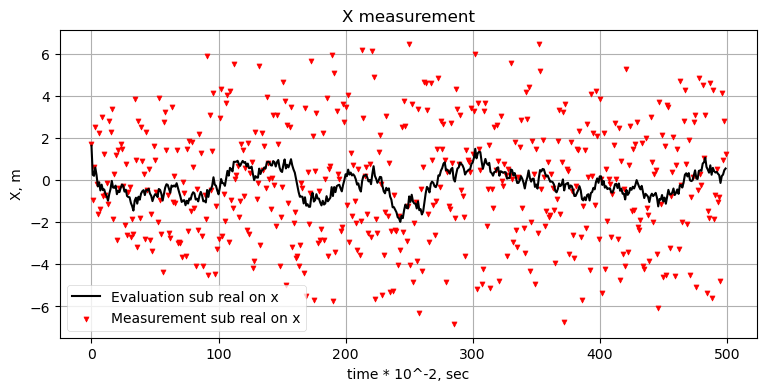 X measurement
X, m
6
4
2
0
−2
−4
−6
Evaluation sub real on x
Measurement sub real on x
0 100 200 300 400 500
time * 10^-2, sec